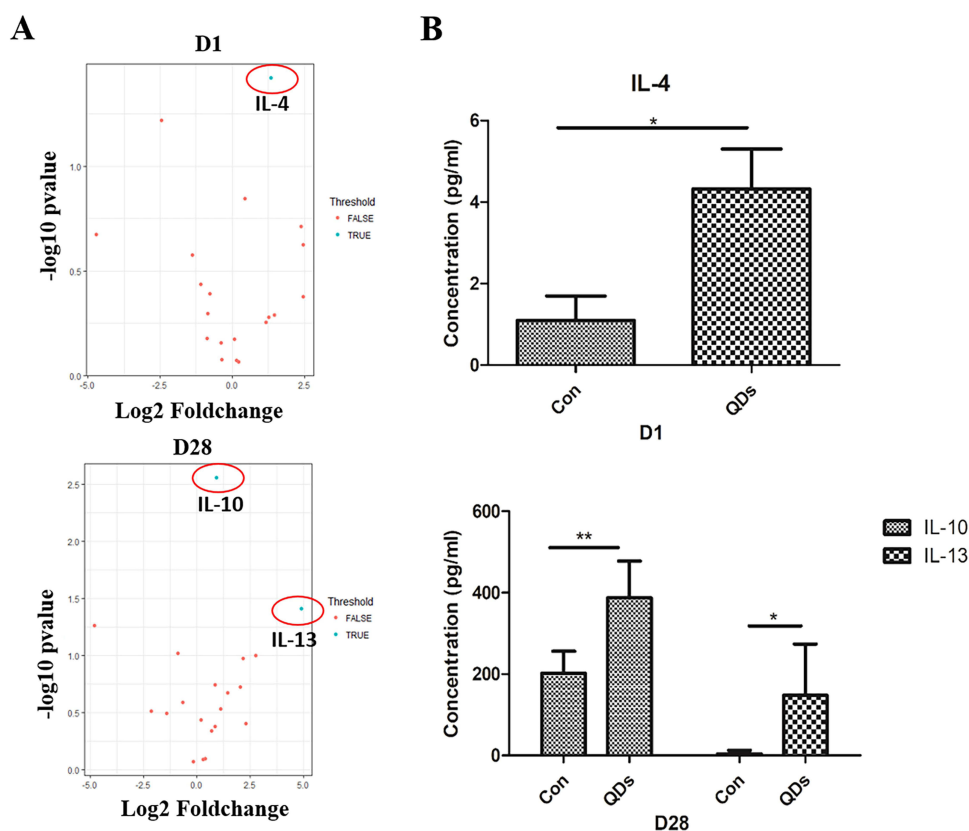 A
B
D1
IL-4
-log10 pvalue
1.0
0.5
0.0
-5.0
-2.5
0.0
2.5
Log2 Foldchange
Threshold
FALSE
TRUE
IL-4
Concentration (pg/ml)
6
4
2
0
*
Con
QDs
D1
D28
IL-10
IL-13
-log10 pvalue
2.5
2.0
1.5
1.0
0.5
0.0
-5.0
-2.5
0.0
2.5
5.0
Log2 Foldchange
Threshold
FALSE
TRUE
Concentration (pg/ml)
600
400
200
0
**
*
Con
QDs
Con
QDs
D28
IL-10
IL-13